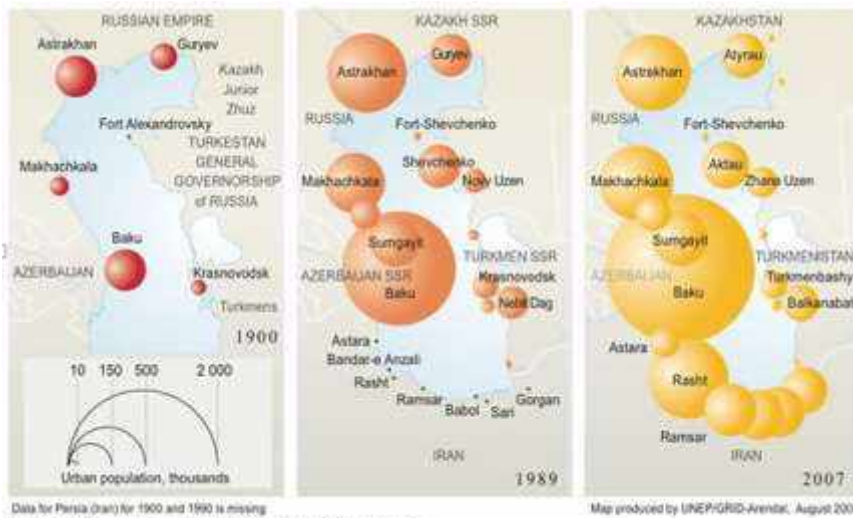 RUSSIAN EMPIRE
Astrakhan
Guryev
Kazakh
Junior
Zhuz
Fort Alexandrovsky
TURKESTAN
GENERAL
GOVERNORSHIP
of RUSSIA
Makhachkala
Baku
AZERBAIJAN
Krasnovodsk
Turkmens
1900
10 150 500 2 000
Urban population, thousands
Data for Persia (Iran) for 1900 and 1990 is missing
KAZAKH SSR
Guryev
Astrakhan
RUSSIA
Fort-Shevchenko
Shevchenko
Makhachkala
Novy Uzen
Sumgayit
TURKMEN SSR
AZERBAIJAN SSR
Krasnovodsk
Baku
Nebit Dag
Astara
Bandar-e Anzali
Rasht
Ramsar
Babol
Sari
Gorgan
IRAN
1989
KAZAKHSTAN
Atyrau
Astrakhan
RUSSIA
Fort-Shevchenko
Aktau
Makhachkala
Zhana Uzen
Sumgayit
TURKMENISTAN
AZERBAIJAN
Turkmenbashy
Baku
Balkanabat
Astara
Rasht
Ramsar
IRAN
2007
Map produced by UNEP/GRID-Arendal, August 200